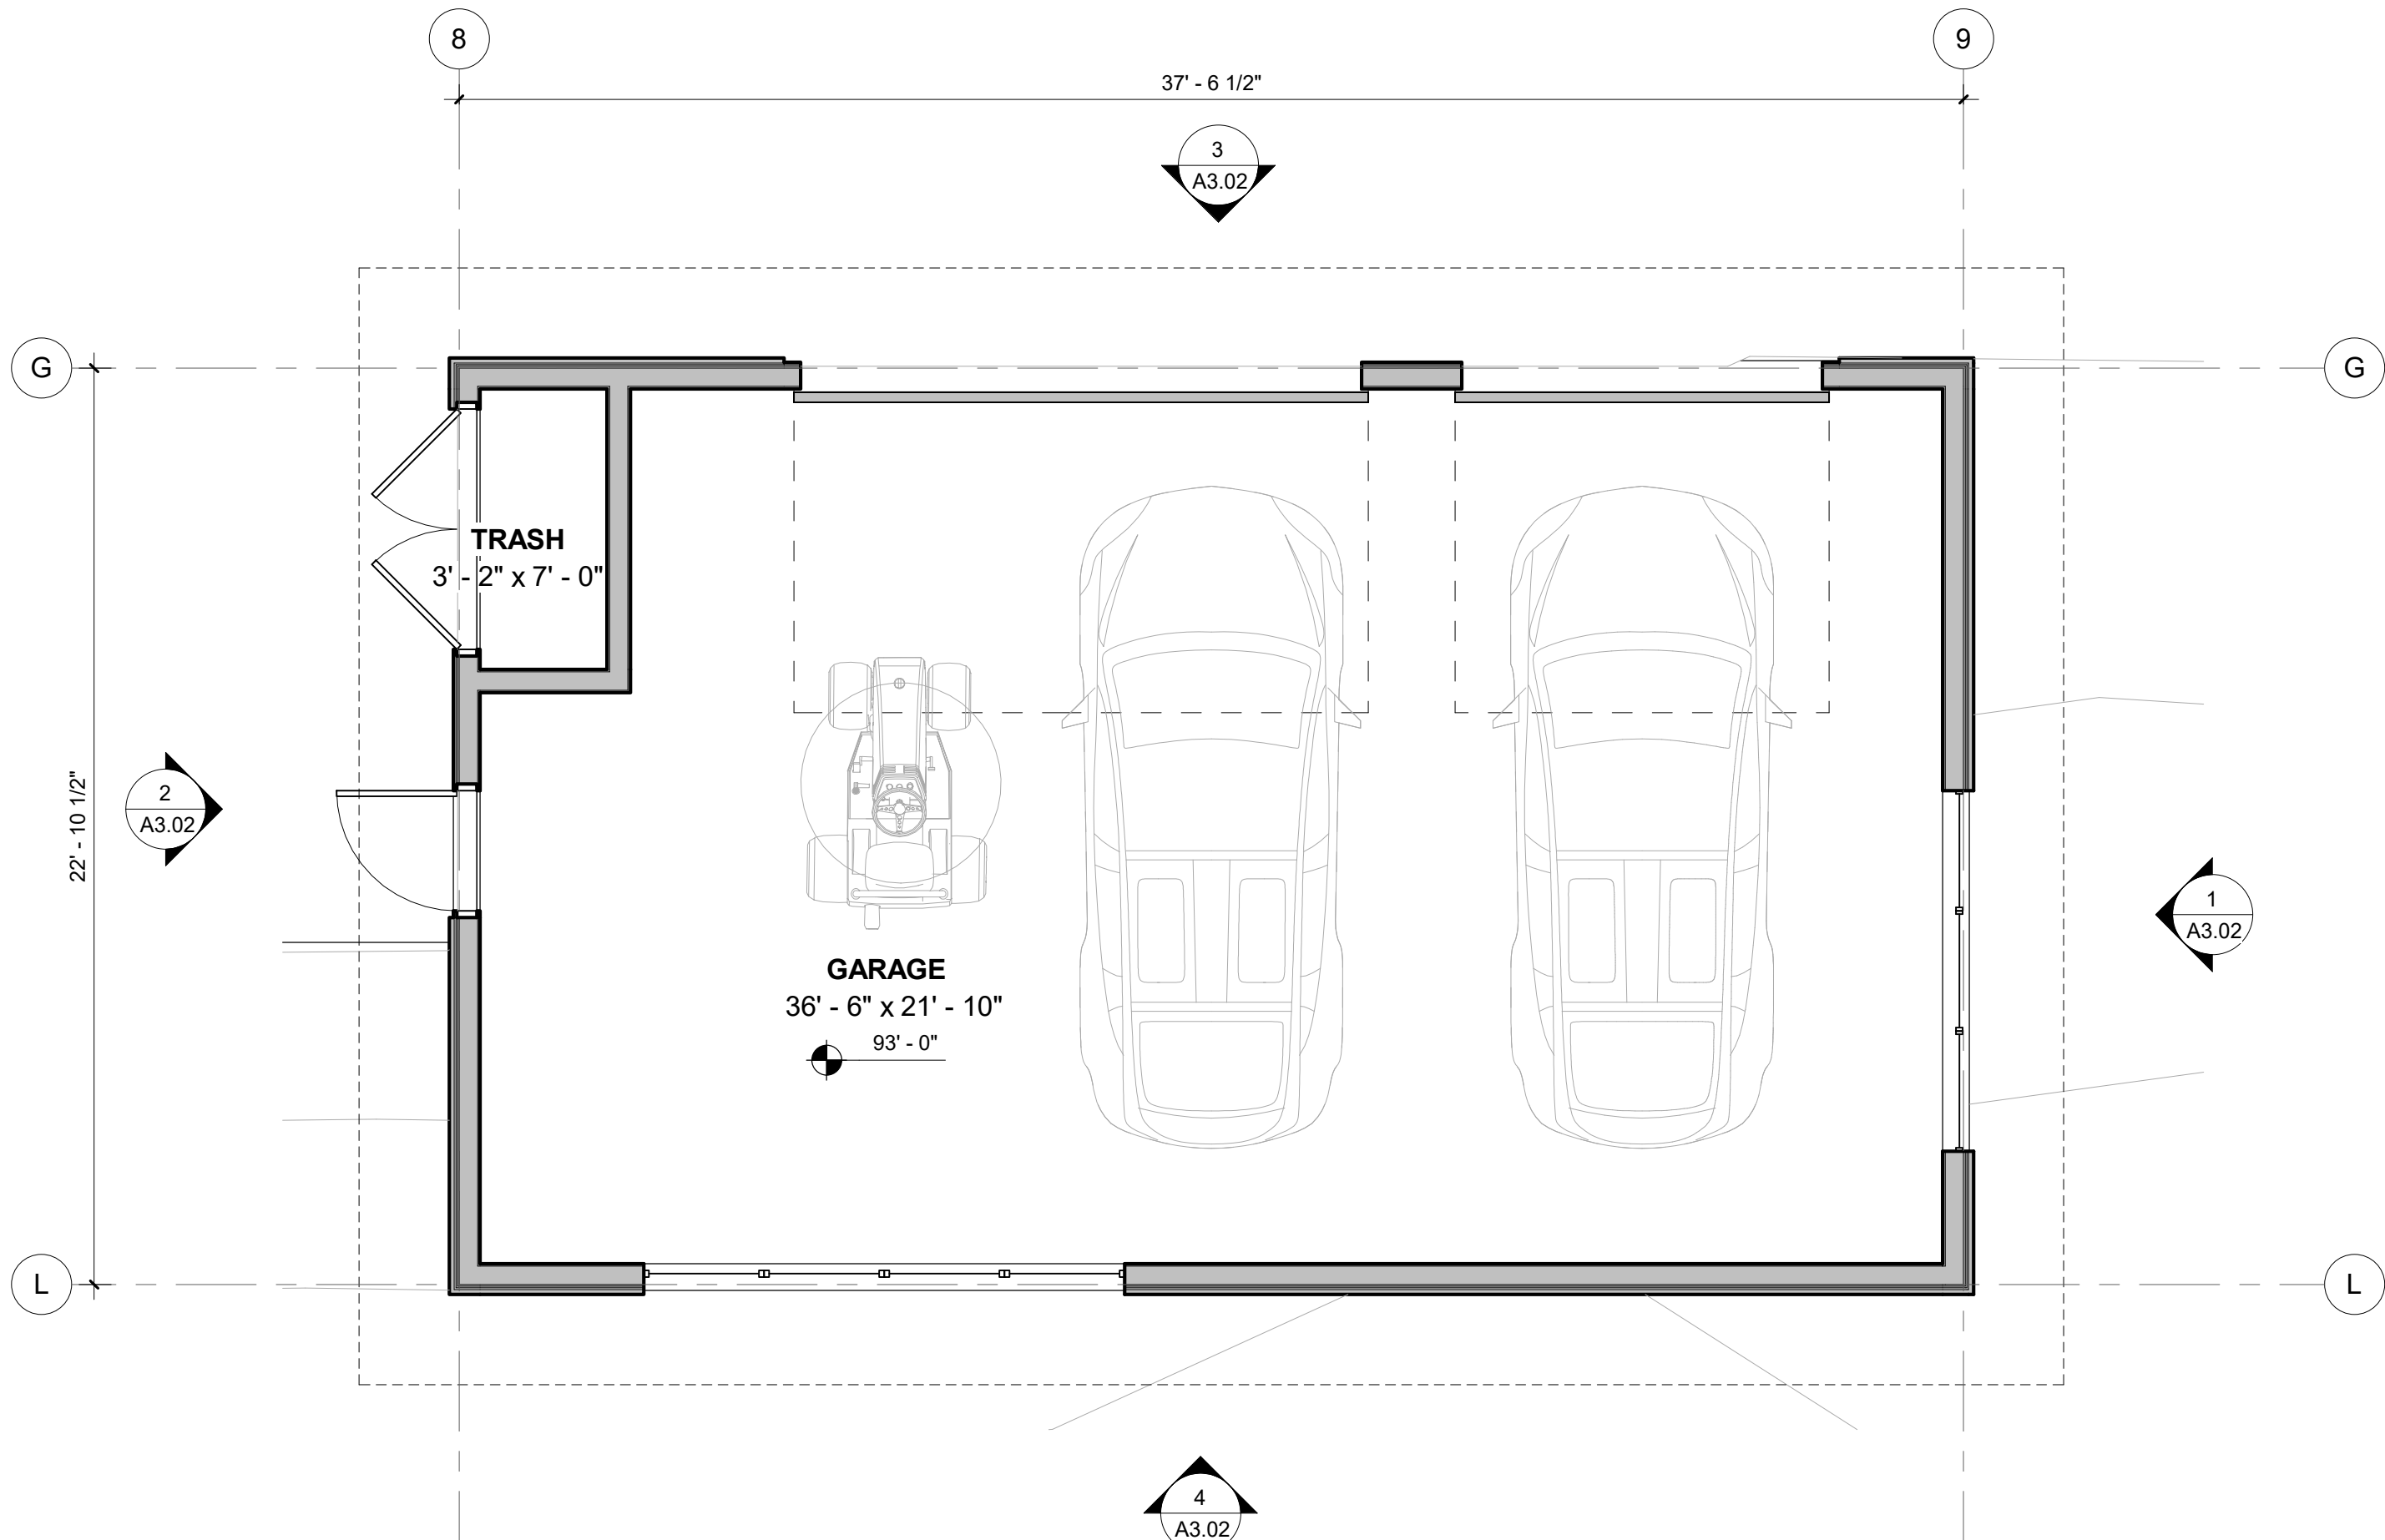 8
9
37' - 6 1/2"
3
A3.02
G
G
TRASH
3' - 2" x 7' - 0"
22' - 10 1/2"
2
A3.02
1
A3.02
GARAGE
36' - 6" x 21' - 10"
93' - 0"
L
L
4
A3.02